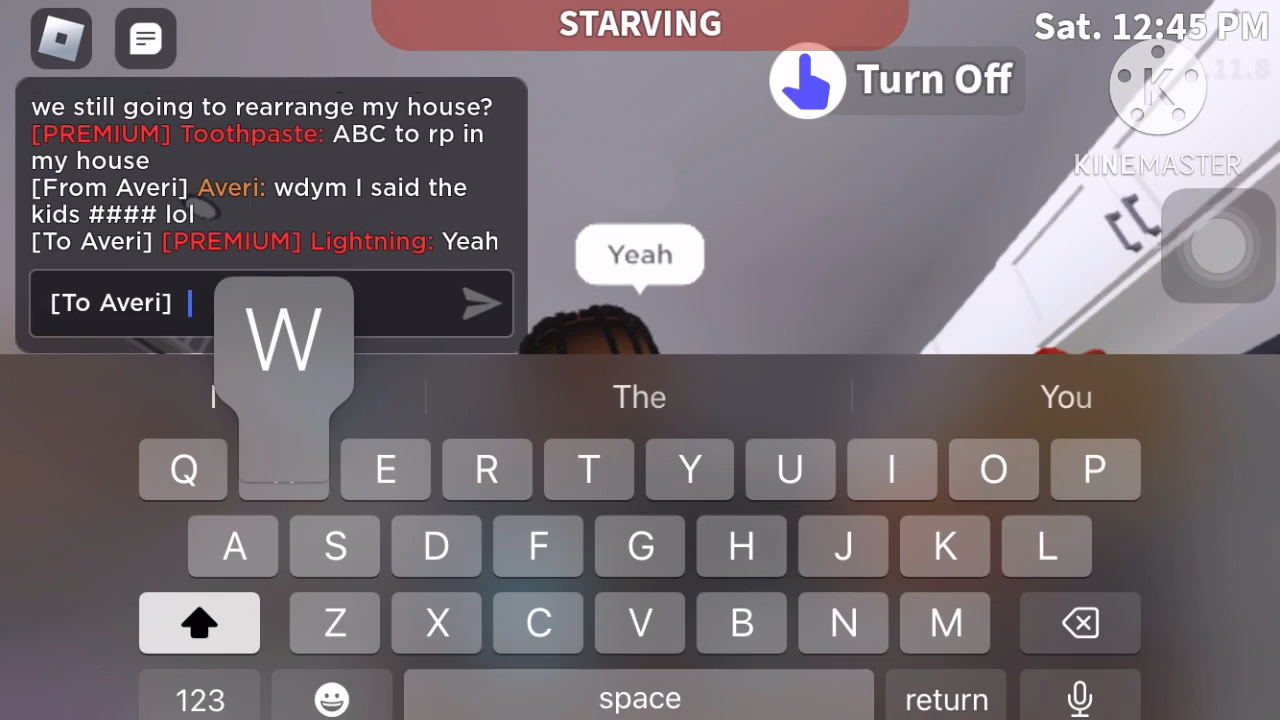 STARVING
Sat. 12:45 PM
Turn Off
K
KINEMASTER
we still going to rearrange my house?
[PREMIUM] Toothpaste: ABC to rp in
my house
[From Averi] Averi: wdym I said the
kids #### lol
[To Averi] [PREMIUM] Lightning: Yeah
Yeah
[To Averi]
W
The You
Q E R T Y U I O P
A S D F G H J K L
Z X C V B N M
123 space return